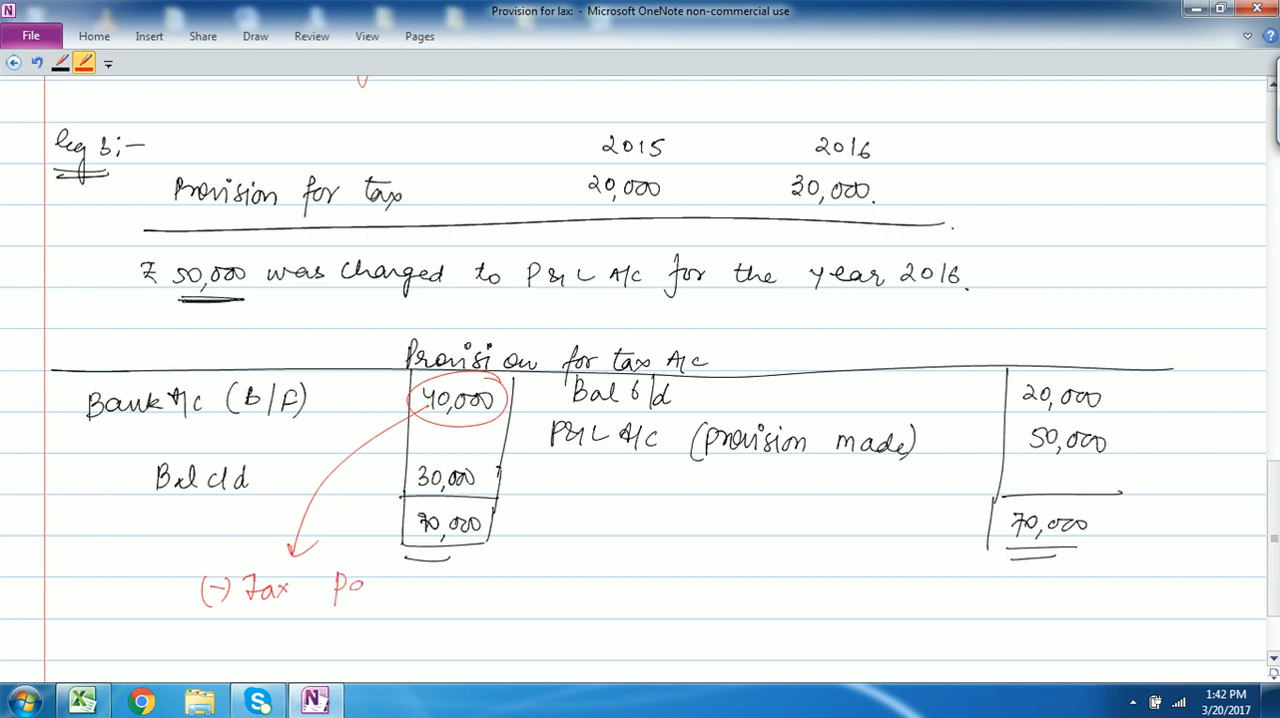 Provision for lax: - Microsoft OneNote non-commercial use
File Home Insert Share Draw Review View Pages
3:-
2015 2016
Provision for tax 20,000 30,000.
₹ 50,000 was charged to P&L A/C for the year 2016.
Provision for tax A/C
Bank A/c (B/F) 40,000 Bal b/d 20,000
P&L A/C (provision made) 50,000
Bal c/d 30,000
70,000 70,000
(-) Tax pa
1:42 PM
3/20/2017